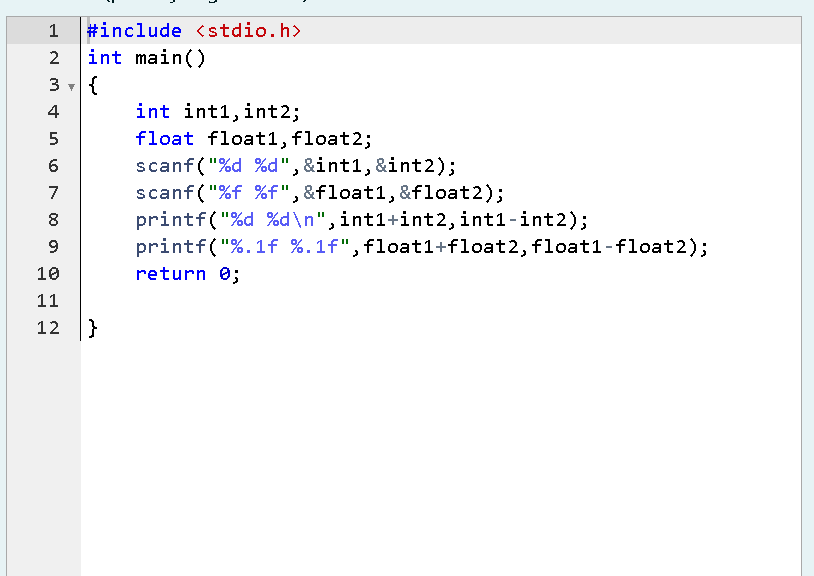 1 #include <stdio.h>
2 int main()
3 {
4     int int1,int2;
5     float float1,float2;
6     scanf("%d %d",&int1,&int2);
7     scanf("%f %f",&float1,&float2);
8     printf("%d %d\n",int1+int2,int1-int2);
9     printf("%.1f %.1f",float1+float2,float1-float2);
10     return 0;
11
12 }